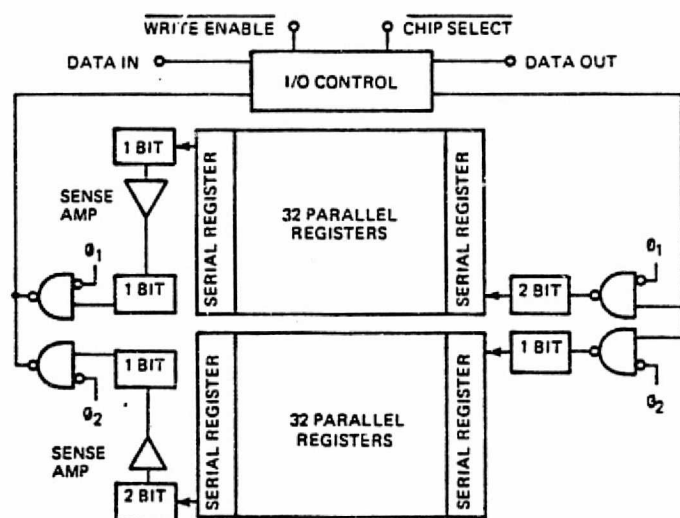 WRITE ENABLE
CHIP SELECT
DATA IN
I/O CONTROL
DATA OUT
1 BIT
SENSE
AMP
SERIAL REGISTER
32 PARALLEL
REGISTERS
SERIAL REGISTER
ø1
1 BIT
2 BIT
ø1
1 BIT
1 BIT
ø2
SENSE
AMP
2 BIT
SERIAL REGISTER
32 PARALLEL
REGISTERS
SERIAL REGISTER
ø2